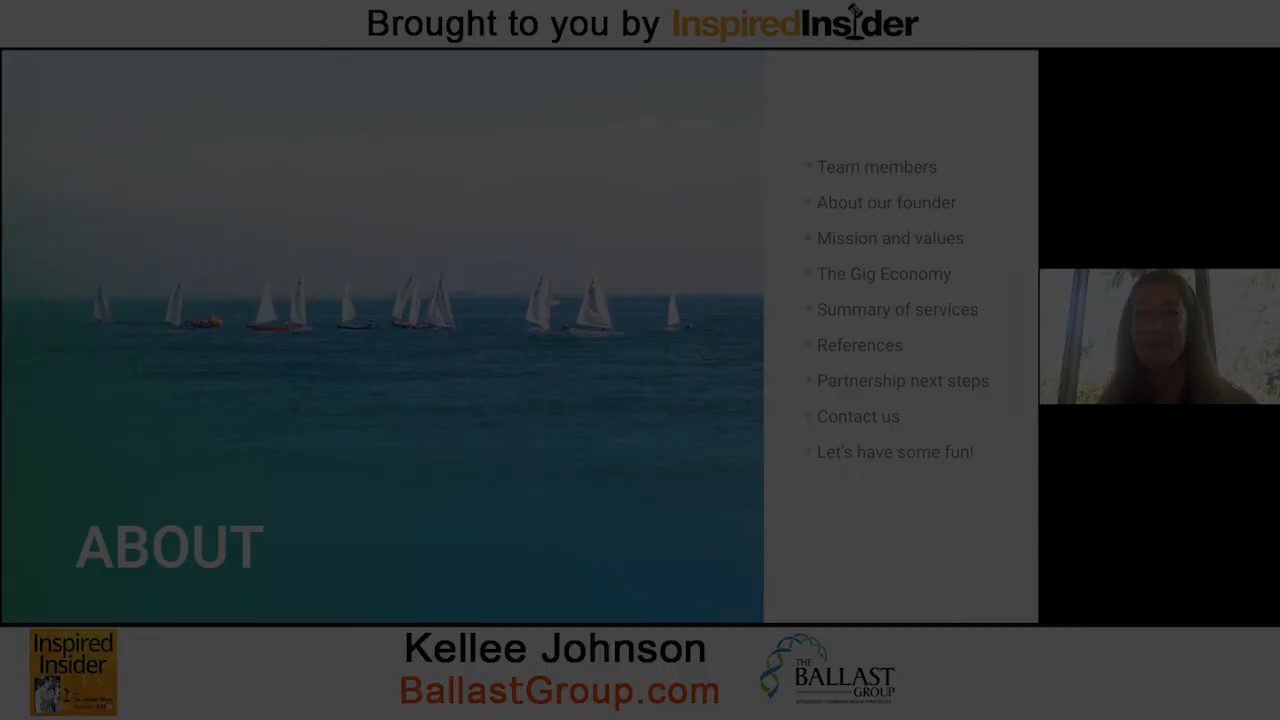 Brought to you by InspiredInsider
Team members
About our founder
Mission and values
The Gig Economy
Summary of services
References
Partnership next steps
Contact us
Let's have some fun!
ABOUT
Inspired
Insider
Kellee Johnson
BallastGroup.com
THE
BALLAST
GROUP